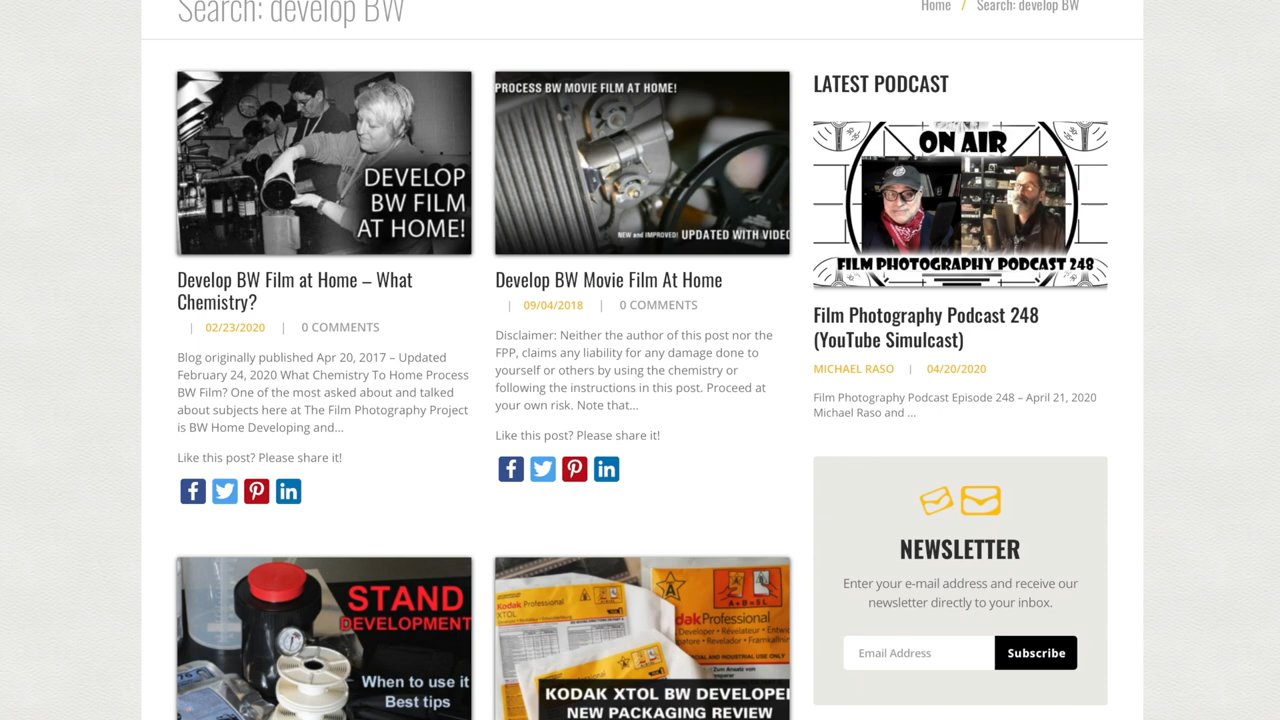 Search: develop BW
Home / Search: develop BW
DEVELOP
BW FILM
AT HOME!
Develop BW Film at Home – What
Chemistry?
| 02/23/2020 | 0 COMMENTS
Blog originally published Apr 20, 2017 – Updated
February 24, 2020 What Chemistry To Home Process
BW Film? One of the most asked about and talked
about subjects here at The Film Photography Project
is BW Home Developing and...
Like this post? Please share it!
PROCESS BW MOVIE FILM AT HOME!
NEW and IMPROVED! UPDATED WITH VIDEO
Develop BW Movie Film At Home
| 09/04/2018 | 0 COMMENTS
Disclaimer: Neither the author of this post nor the
FPP, claims any liability for any damage done to
yourself or others by using the chemistry or
following the instructions in this post. Proceed at
your own risk. Note that...
Like this post? Please share it!
STAND
DEVELOPMENT
When to use it
Best tips
Kodak Professional
XTOL
A+B=5L
dakProfessional
KODAK XTOL BW DEVELOPER
NEW PACKAGING REVIEW
LATEST PODCAST
ON AIR
FILM PHOTOGRAPHY PODCAST 248
Film Photography Podcast 248
(YouTube Simulcast)
MICHAEL RASO | 04/20/2020
Film Photography Podcast Episode 248 – April 21, 2020
Michael Raso and ...
NEWSLETTER
Enter your e-mail address and receive our
newsletter directly to your inbox.
Email Address
Subscribe